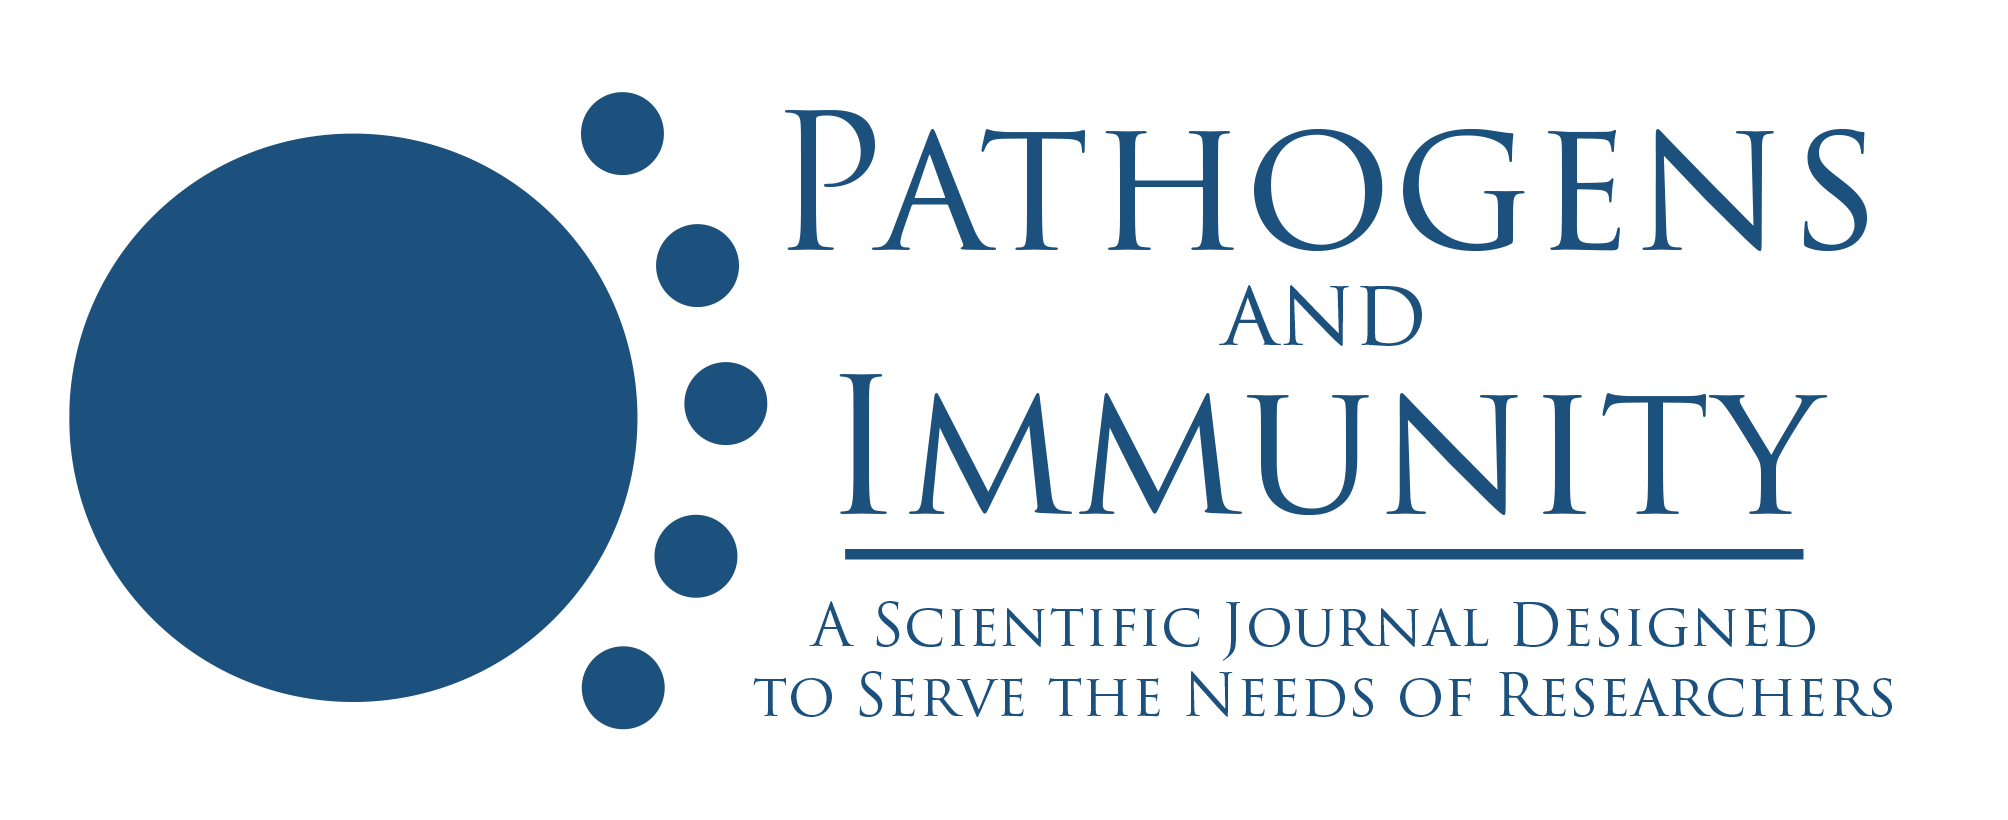 Pathogens
and
Immunity
A Scientific Journal Designed
to Serve the Needs of Researchers